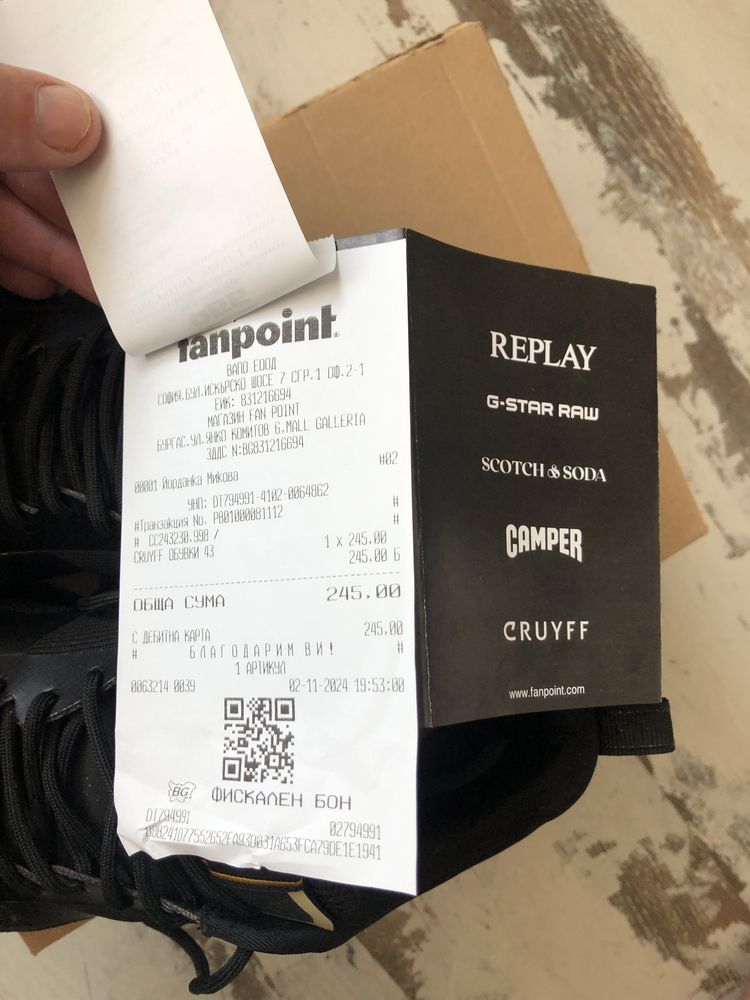 fanpoint
ВАПО ЕООД
СОФИЯ,БУЛ.ИСКЪРСКО ШОСЕ 7 СГР.1 ОФ.2-1
ЕИК: 831216694
МАГАЗИН FAN POINT
БУРГАС,УЛ.ЯНКО КОМИТОВ 6,MALL GALLERIA
ЗДДС N:BG831216694
#02
00001 Йорданка Микова
УНП: DT794991-4102-0064862
#
#Транзакция No. PB01000081112
#
# CC243230.998 /
1 x 245.00
CRUYFF ОБУВКИ 43
245.00 Б
ОБЩА СУМА 245.00
С ДЕБИТНА КАРТА 245,00
# БЛАГОДАРИМ ВИ! #
1 АРТИКУЛ
0063214 0039 02-11-2024 19:53:00
BG ФИСКАЛЕН БОН
DT794991 02794991
REPLAY
G-STAR RAW
SCOTCH & SODA
CAMPER
CRUYFF
www.fanpoint.com